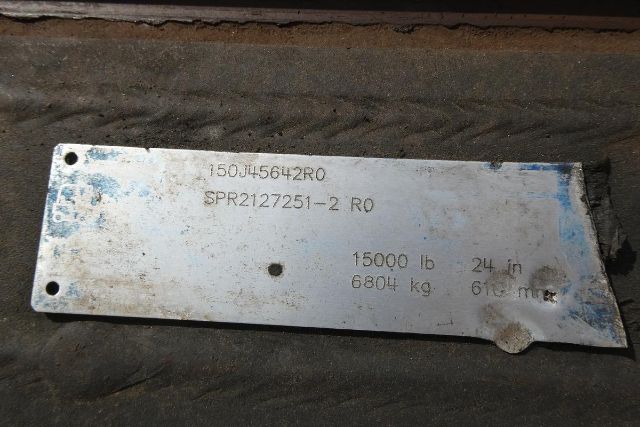 150J45642R0
SPR2127251-2 R0
15000 lb 24 in
6804 kg